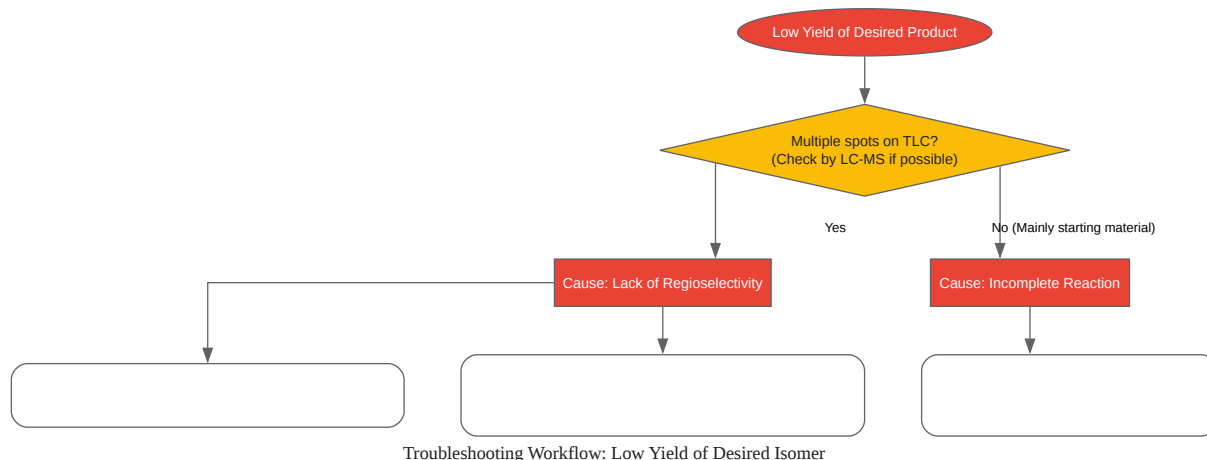 Low Yield of Desired Product
Multiple spots on TLC?
(Check by LC-MS if possible)
Yes
No (Mainly starting material)
Cause: Lack of Regioselectivity
Cause: Incomplete Reaction
Troubleshooting Workflow: Low Yield of Desired Isomer